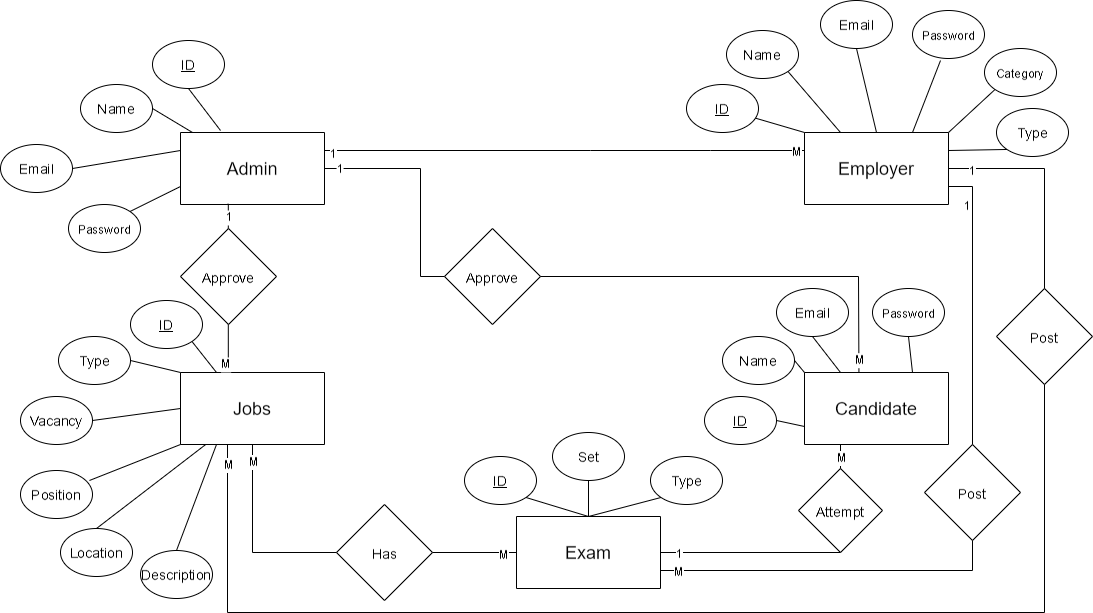 Email
Password
Name
ID
Category
Name
ID
Type
Email
Admin
1
M
Employer
1
1
Password
1
1
Approve
Approve
ID
Email
Password
Type
M
M
Post
Name
Jobs
Candidate
Vacancy
ID
M
M
Set
M
ID
Type
Position
Post
Attempt
Location
Has
M
Exam
1
M
Description